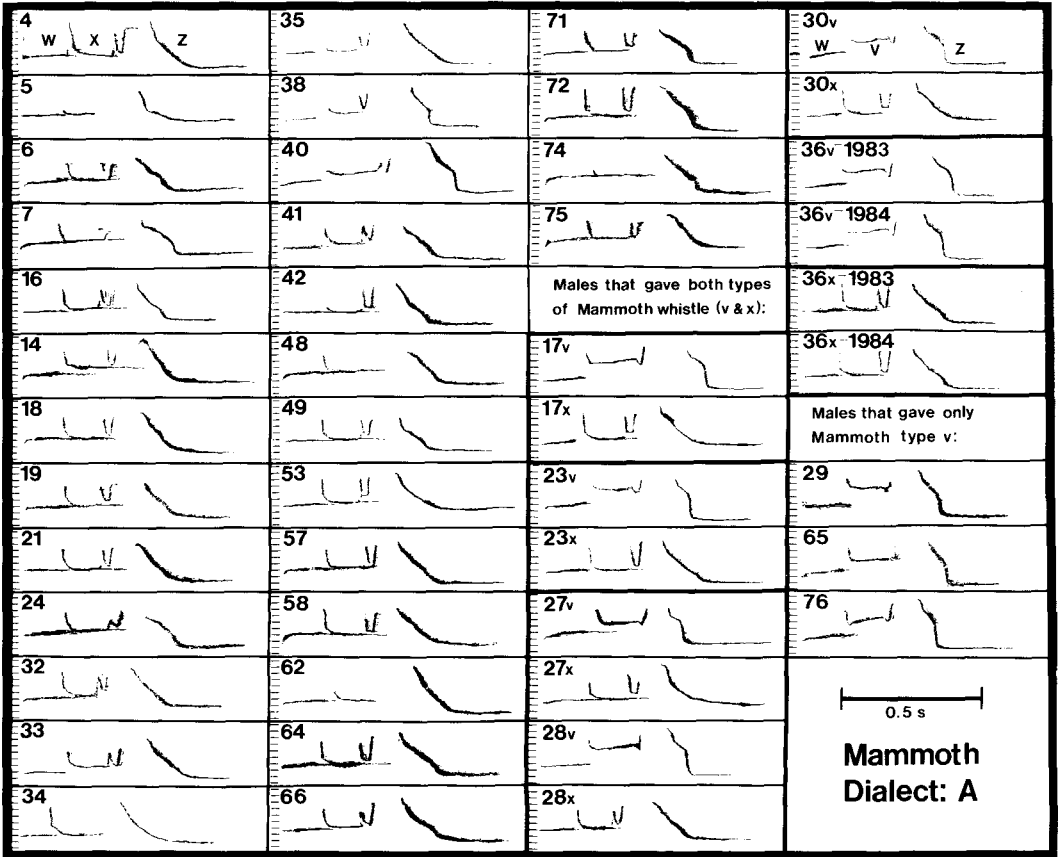 4
W X Z
5
6
7
16
14
18
19
21
24
32
33
34
35
38
40
41
42
48
49
53
57
58
62
64
66
71
72
74
75
Males that gave both types
of Mammoth whistle (v & x):
17v
17x
23v
23x
27v
27x
28v
28x
30v
W V Z
30x
36v 1983
36v 1984
36x 1983
36x 1984
Males that gave only
Mammoth type v:
29
65
76
0.5 s
Mammoth
Dialect: A